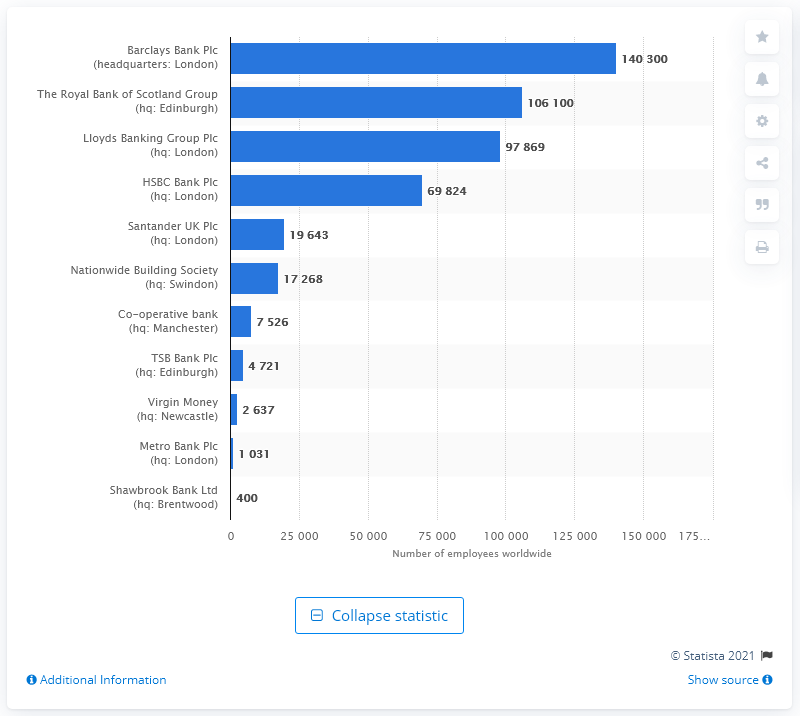 Barclays Bank Plc
(headquarters: London)
140 300
The Royal Bank of Scotland Group
(hq: Edinburgh)
106 100
Lloyds Banking Group Plc
(hq: London)
97 869
HSBC Bank Plc
(hq: London)
69 824
Santander UK Plc
(hq: London)
19 643
Nationwide Building Society
(hq: Swindon)
17 268
Co-operative bank
(hq: Manchester)
7 526
TSB Bank Plc
(hq: Edinburgh)
4 721
Virgin Money
(hq: Newcastle)
2 637
Metro Bank Plc
(hq: London)
1 031
Shawbrook Bank Ltd
(hq: Brentwood)
400
0 25 000 50 000 75 000 100 000 125 000 150 000 175...
Number of employees worldwide
Collapse statistic
© Statista 2021
Additional Information
Show source